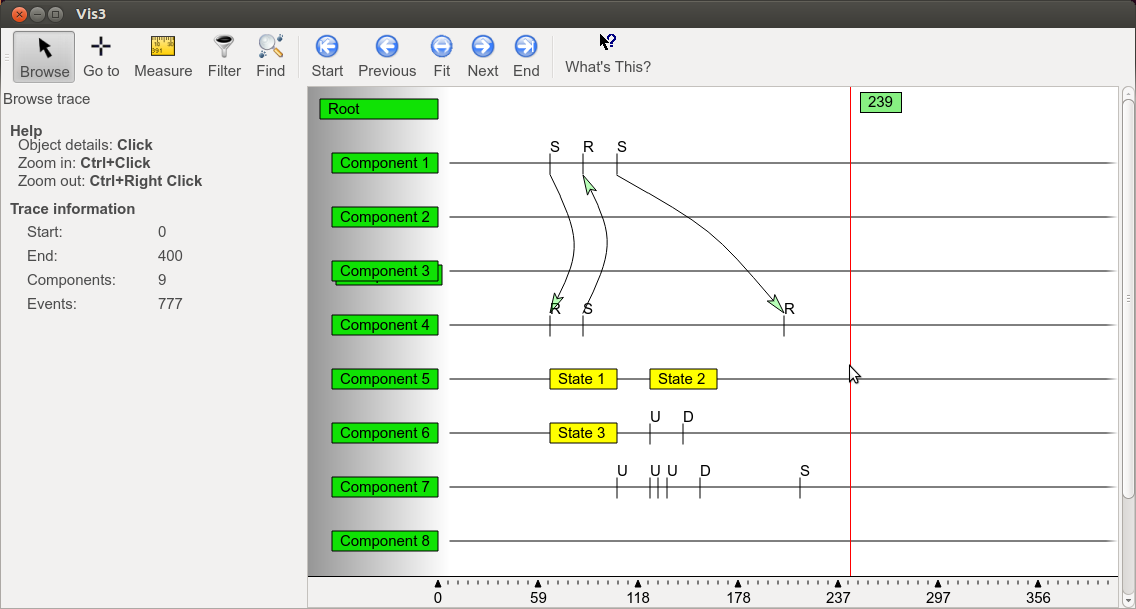 Vis3
Browse Go to Measure Filter Find Start Previous Fit Next End What's This?
Browse trace
Help
Object details: Click
Zoom in: Ctrl+Click
Zoom out: Ctrl+Right Click
Trace information
Start: 0
End: 400
Components: 9
Events: 777
239
Root
S R S
Component 1
Component 2
Component 3
R S R
Component 4
Component 5 State 1 State 2
U D
Component 6 State 3
U U U D S
Component 7
Component 8
0 59 118 178 237 297 356